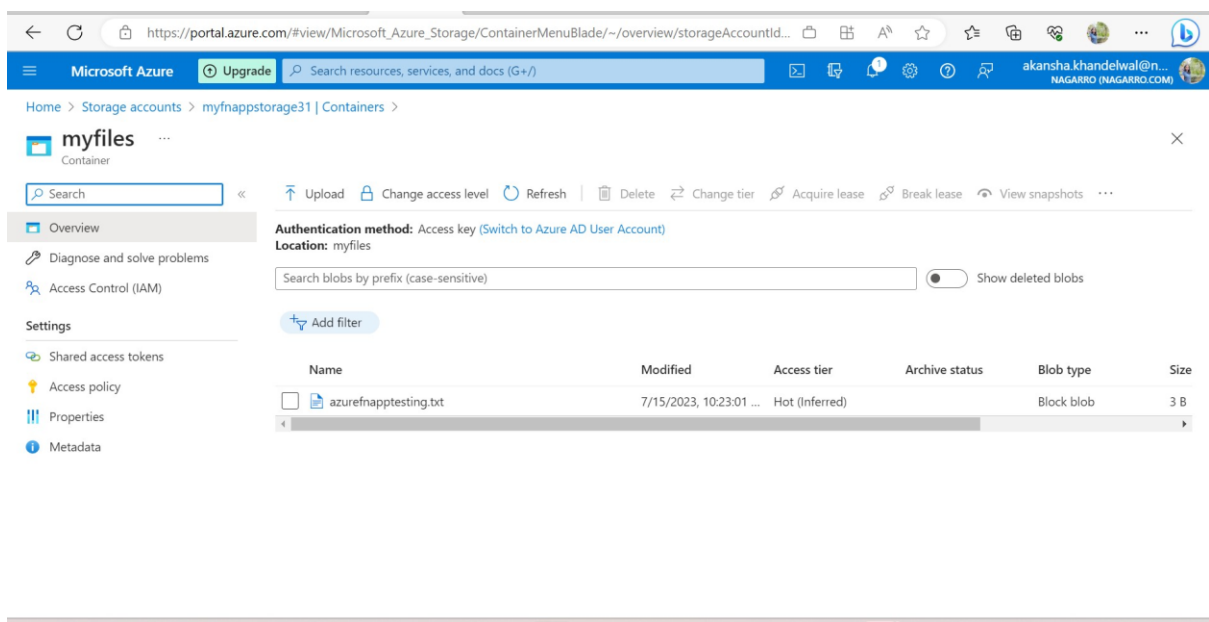 https://portal.azure.com/#view/Microsoft_Azure_Storage/ContainerMenuBlade/~/overview/storageAccountId...
Microsoft Azure Upgrade Search resources, services, and docs (G+/) 1 akansha.khandelwal@n...
NAGARRO (NAGARRO.COM)
Home > Storage accounts > myfnappstorage31 | Containers >
myfiles ...
Container
Search «
Upload Change access level Refresh | Delete Change tier Acquire lease Break lease View snapshots ...
Overview
Diagnose and solve problems
Access Control (IAM)
Settings
Shared access tokens
Access policy
Properties
Metadata
Authentication method: Access key (Switch to Azure AD User Account)
Location: myfiles
Search blobs by prefix (case-sensitive) Show deleted blobs
Add filter
Name Modified Access tier Archive status Blob type Size
azurefnapptesting.txt 7/15/2023, 10:23:01 ... Hot (Inferred) Block blob 3 B